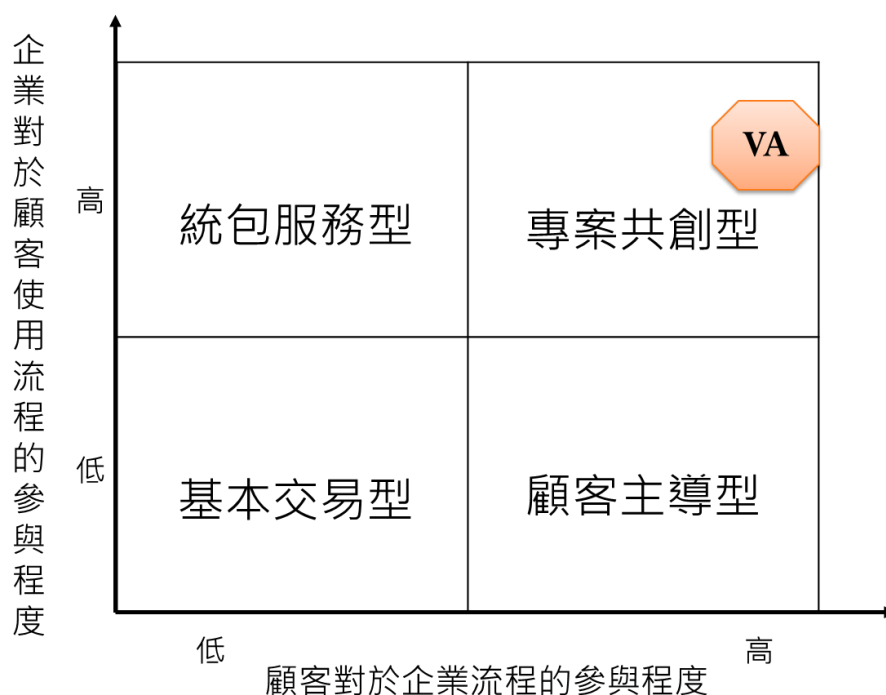 企業對於顧客使用流程的參與程度
高
低
統包服務型
專案共創型
VA
基本交易型
顧客主導型
低
高
顧客對於企業流程的參與程度